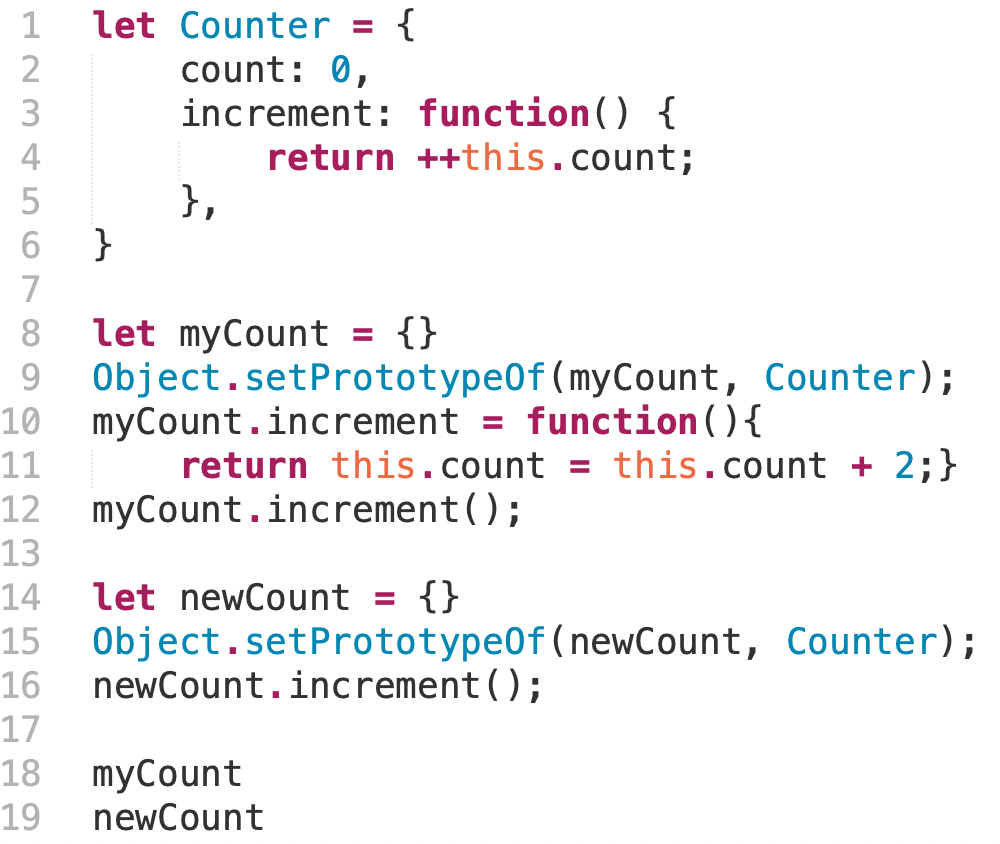 1 let Counter = {
2     count: 0,
3     increment: function() {
4         return ++this.count;
5     },
6 }
7
8 let myCount = {}
9 Object.setPrototypeOf(myCount, Counter);
10 myCount.increment = function(){
11     return this.count = this.count + 2;}
12 myCount.increment();
13
14 let newCount = {}
15 Object.setPrototypeOf(newCount, Counter);
16 newCount.increment();
17
18 myCount
19 newCount